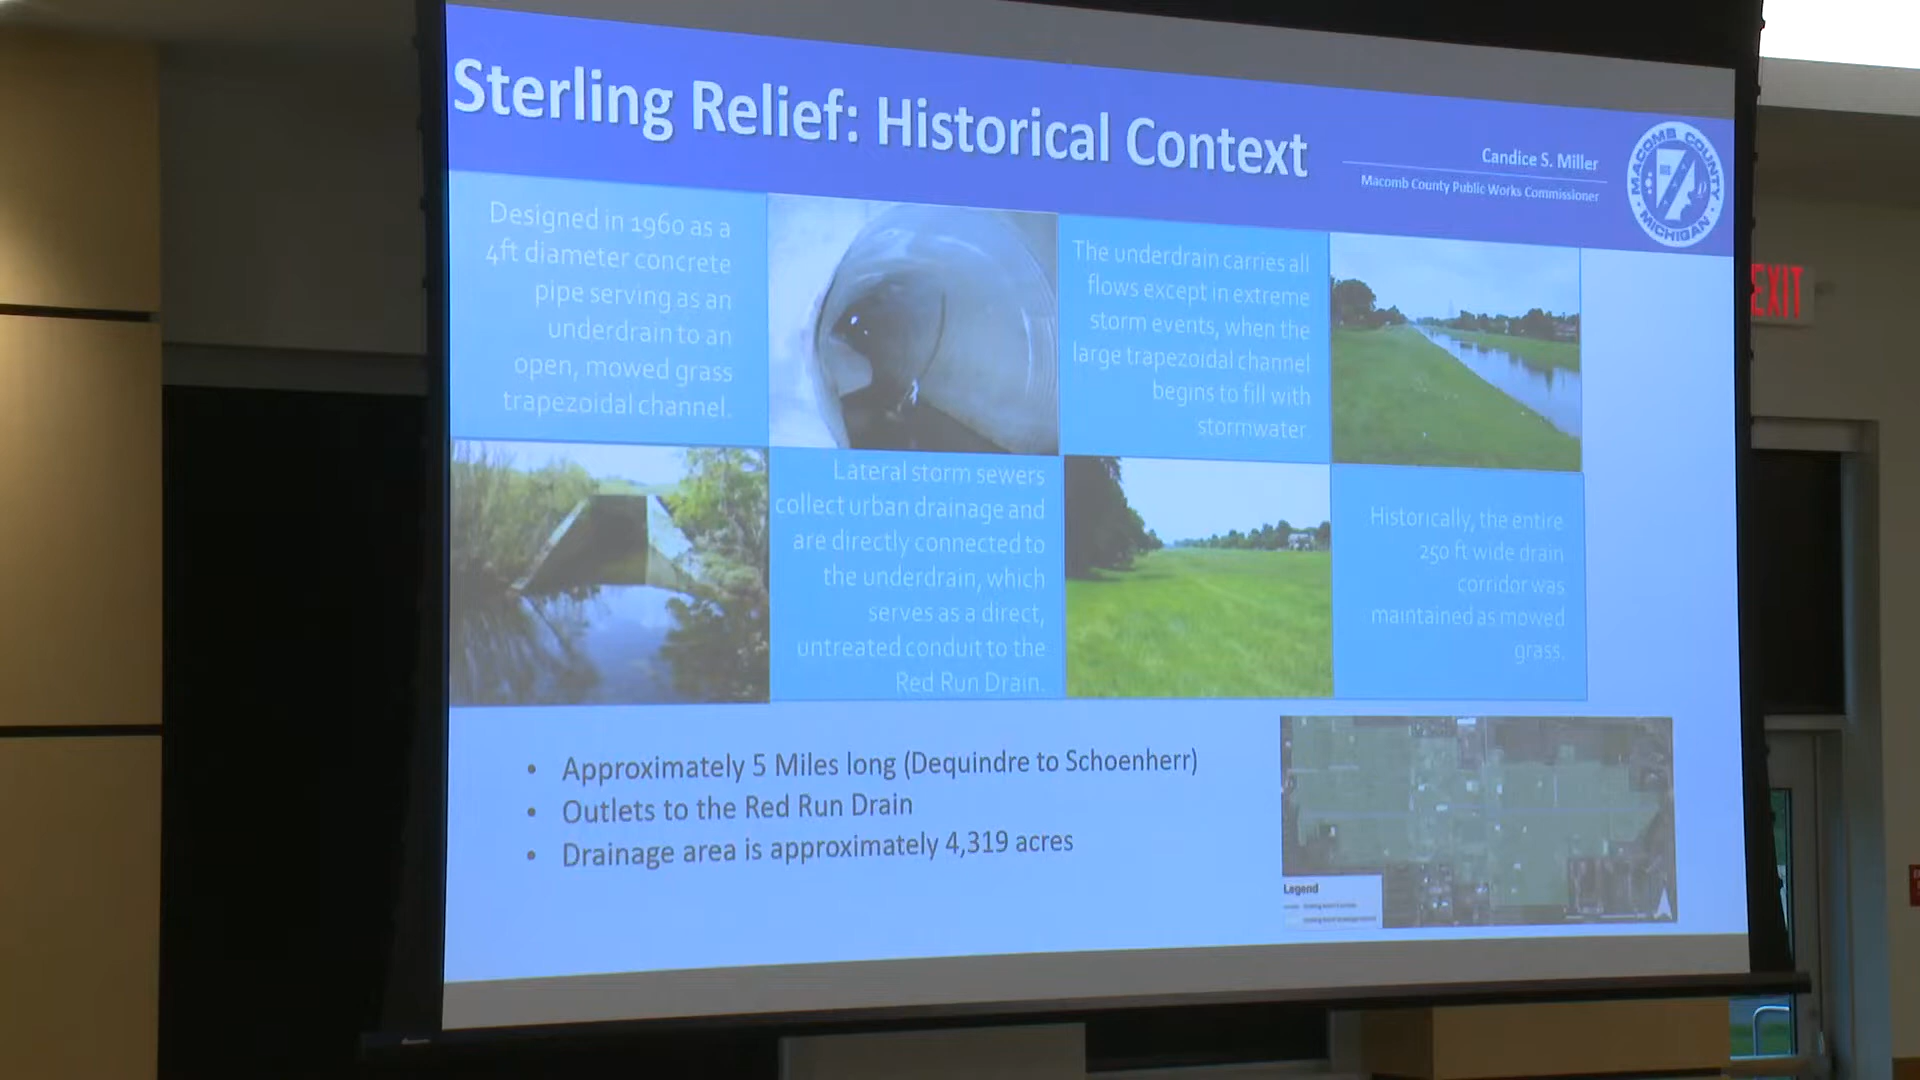 Sterling Relief: Historical Context
Candice S. Miller
Macomb County Public Works Commissioner
MACOMB COUNTY
MICHIGAN
Designed in 1960 as a
4ft diameter concrete
pipe serving as an
underdrain to an
open, mowed grass
trapezoidal channel.
The underdrain carries all
flows except in extreme
storm events, when the
large trapezoidal channel
begins to fill with
stormwater
EXIT
Lateral storm sewers
collect urban drainage and
are directly connected to
the underdrain, which
serves as a direct,
untreated conduit to the
Red Run Drain.
Historically, the entire
250 ft wide drain
corridor was
maintained as mowed
grass.
• Approximately 5 Miles long (Dequindre to Schoenherr)
• Outlets to the Red Run Drain
• Drainage area is approximately 4,319 acres
Legend